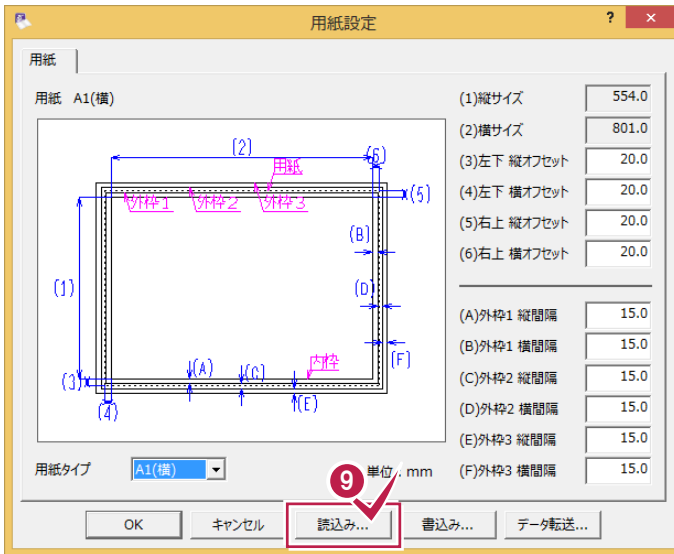 用紙設定
?
×
用紙
用紙 A1(横)
(2)
(6)
用紙
(5)
外枠1
外枠2
外枠3
(B)
(1)
(D)
内枠
(F)
(3)
(A)
(C)
(4)
(E)
(1)縦サイズ 554.0
(2)横サイズ 801.0
(3)左下 縦オフセット 20.0
(4)左下 横オフセット 20.0
(5)右上 縦オフセット 20.0
(6)右上 横オフセット 20.0
(A)外枠1 縦間隔 15.0
(B)外枠1 横間隔 15.0
(C)外枠2 縦間隔 15.0
(D)外枠2 横間隔 15.0
(E)外枠3 縦間隔 15.0
(F)外枠3 横間隔 15.0
用紙タイプ A1(横)
9
単位 : mm
OK キャンセル 読込み... 書込み... データ転送...